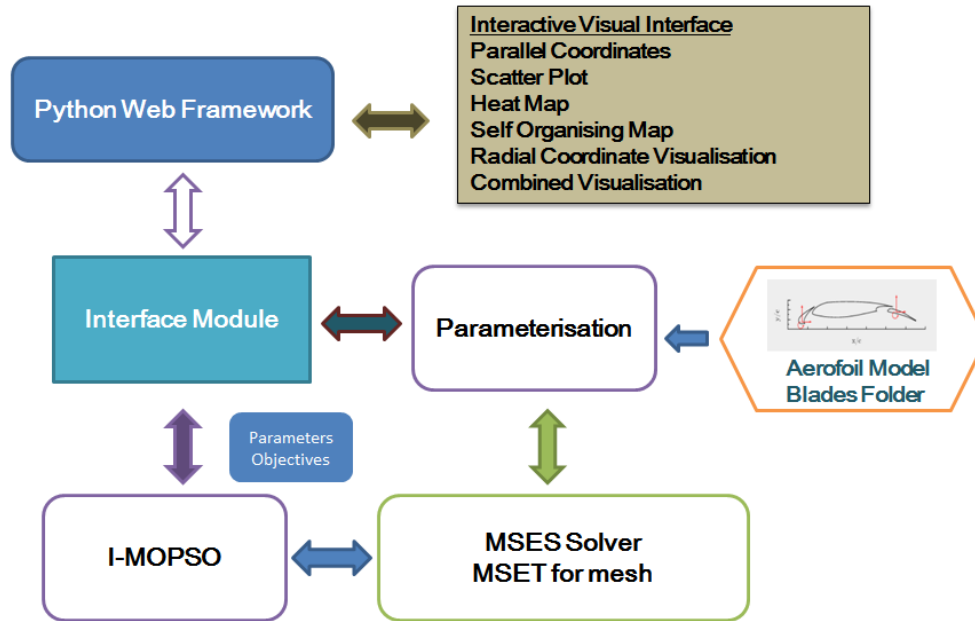 Interactive Visual Interface
Parallel Coordinates
Scatter Plot
Heat Map
Self Organising Map
Radial Coordinate Visualisation
Combined Visualisation
Python Web Framework
Interface Module
Parameterisation
y/c
x/c
Aerofoil Model
Blades Folder
Parameters
Objectives
I-MOPSO
MSES Solver
MSET for mesh